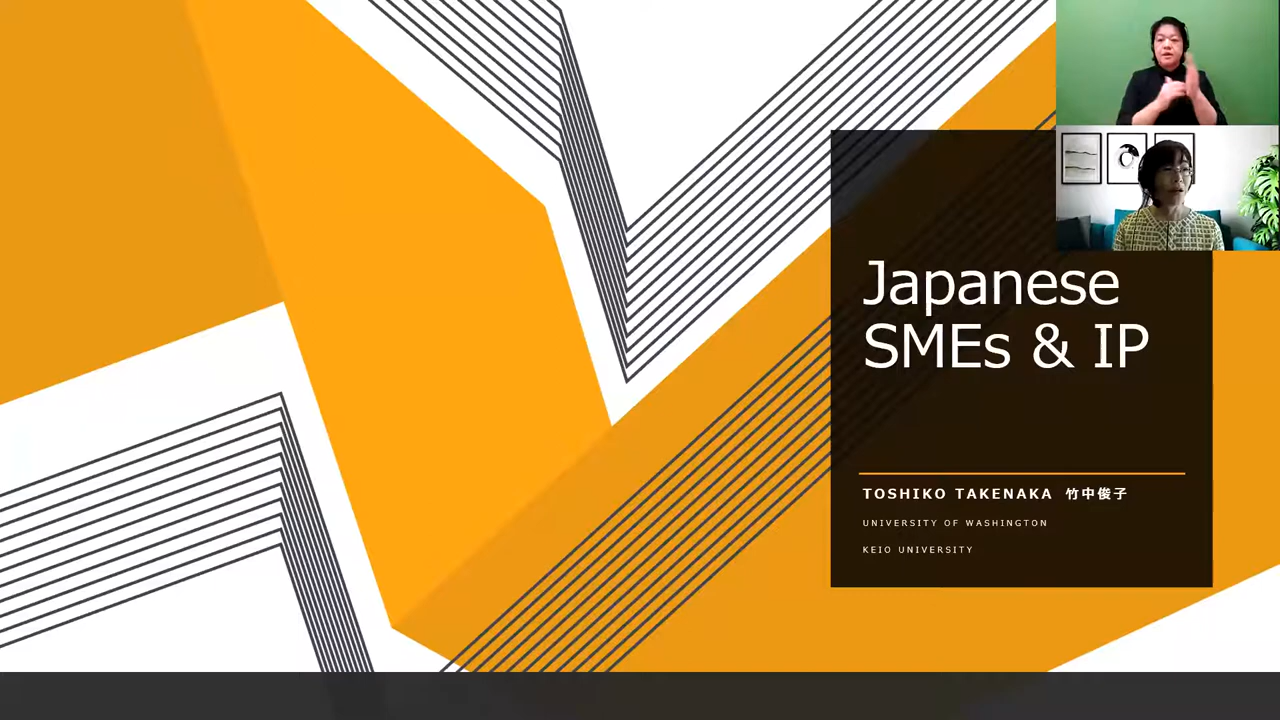 Japanese
SMEs & IP
TOSHIKO TAKENAKA 竹中俊子
UNIVERSITY OF WASHINGTON
KEIO UNIVERSITY